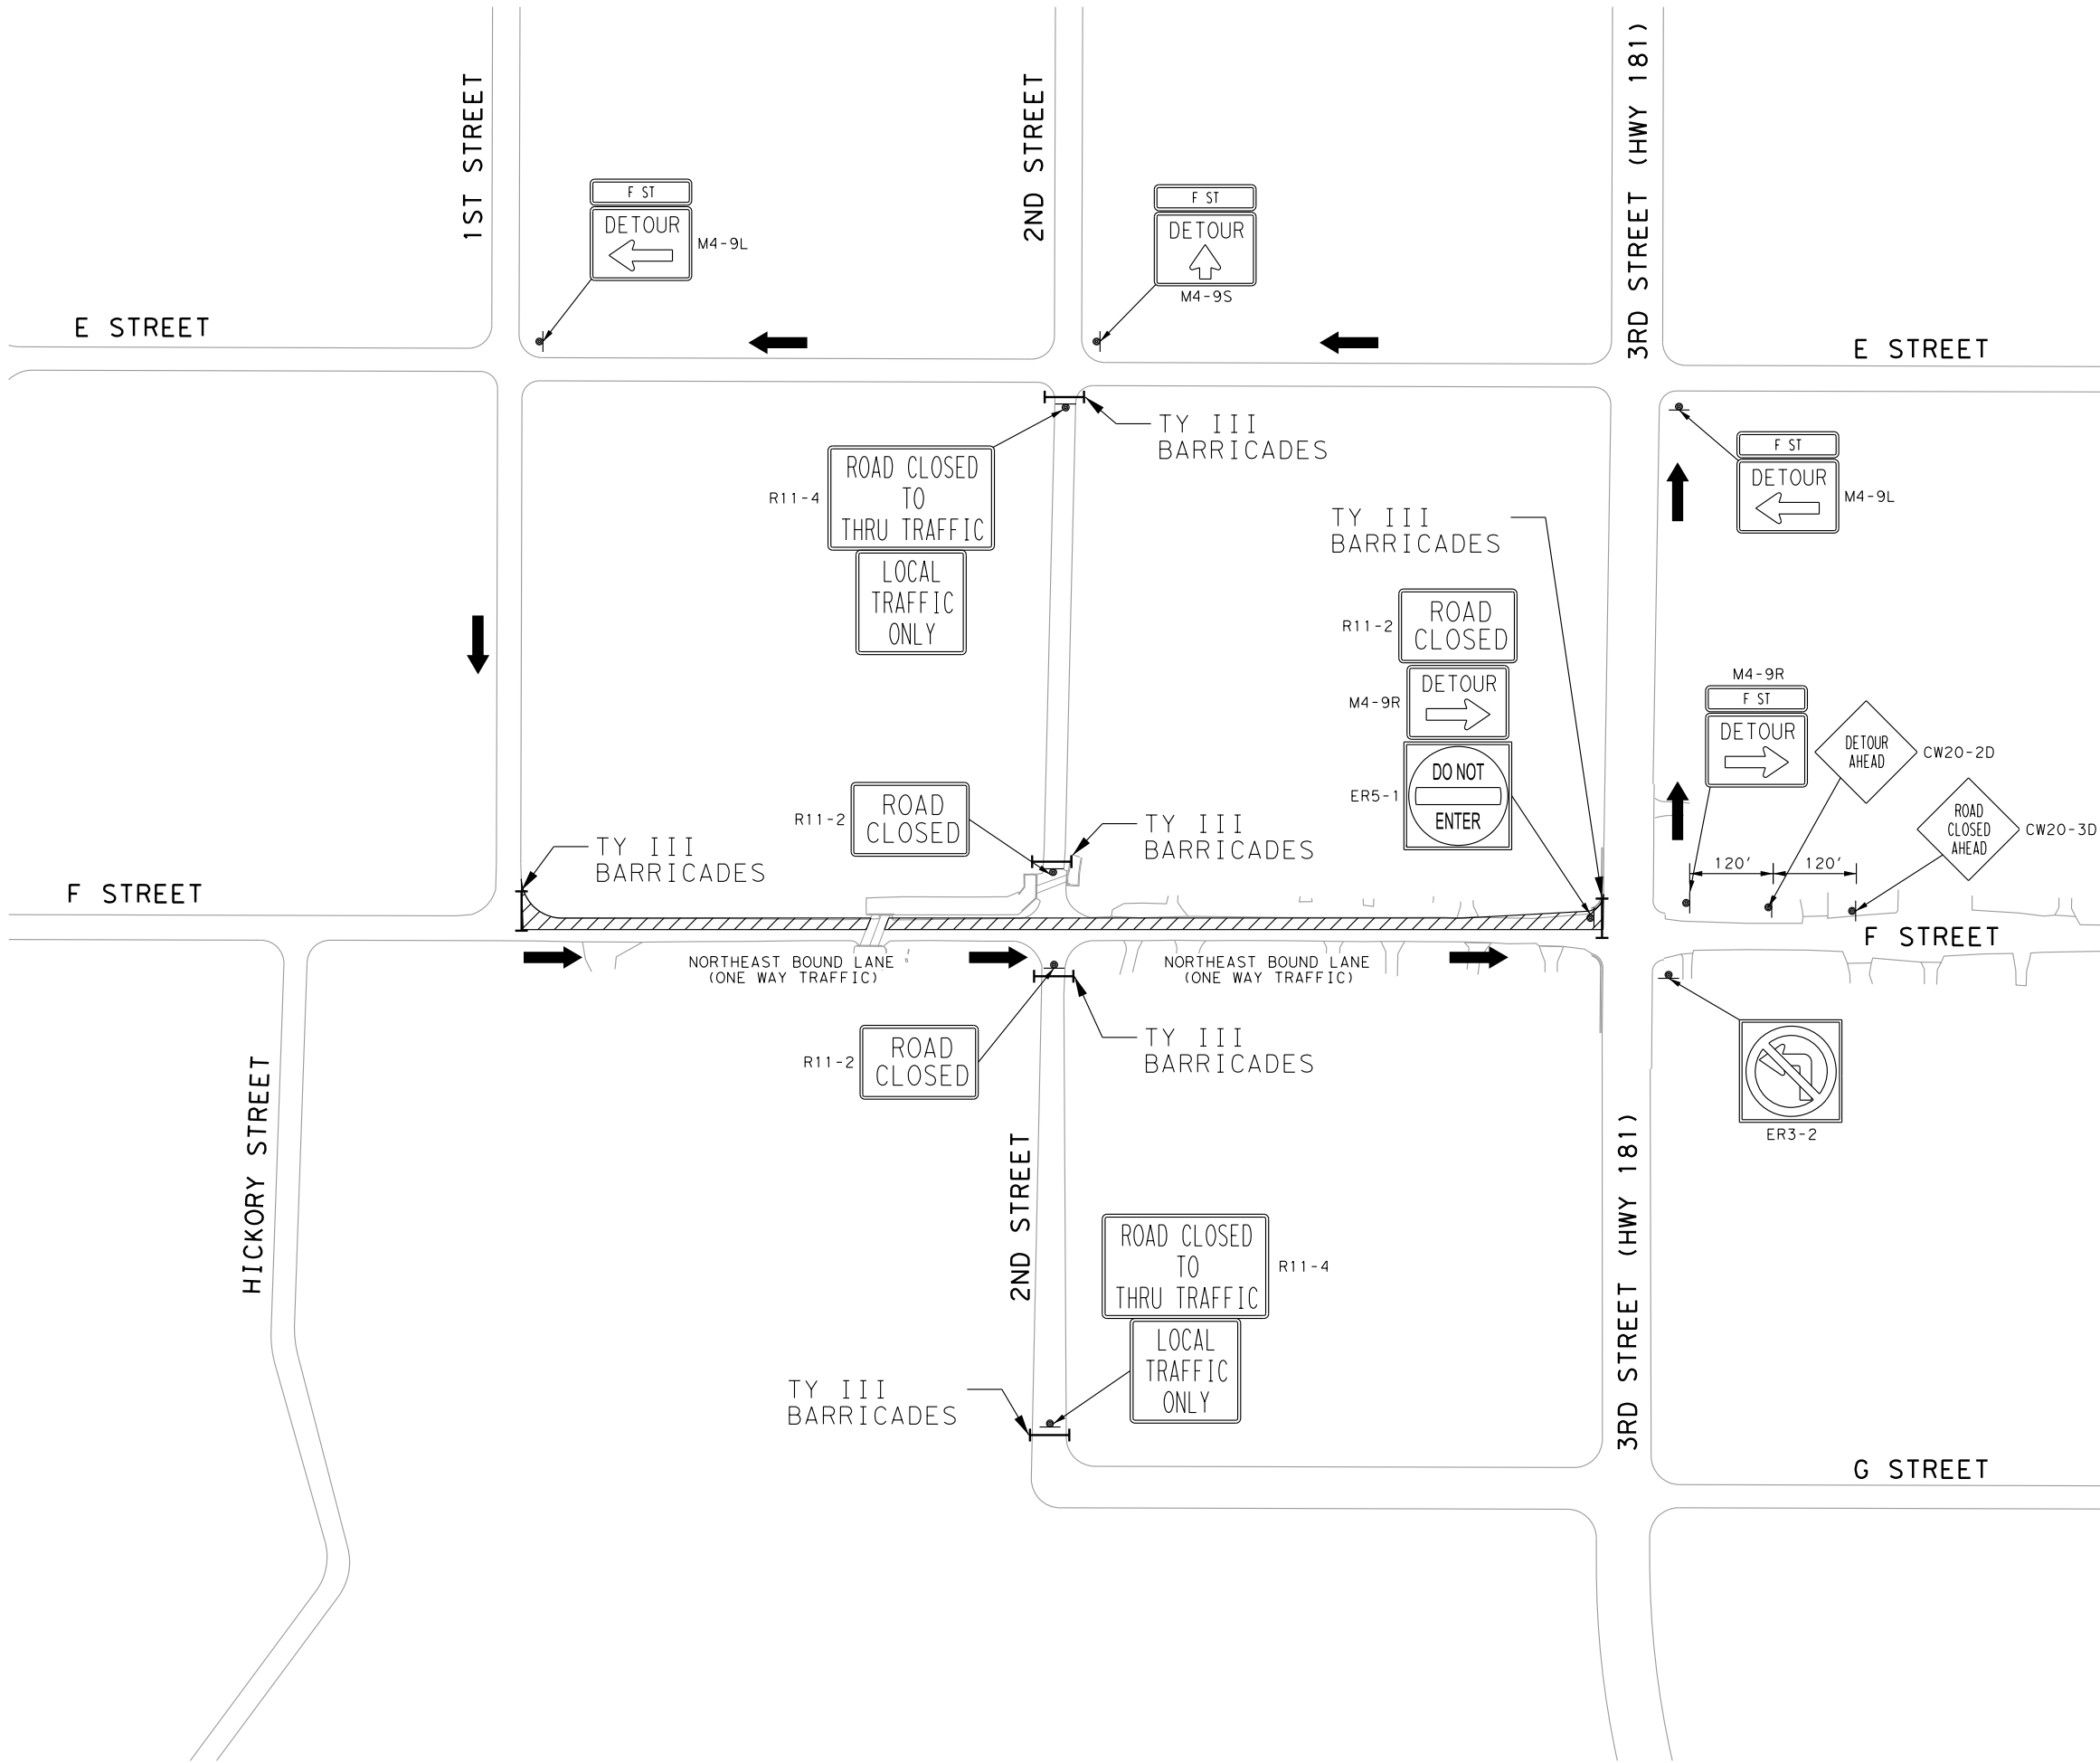 1ST STREET
2ND STREET
3RD STREET (HWY 181)
F ST
DETOUR
M4-9L
F ST
DETOUR
M4-9S
E STREET
E STREET
TY III
BARRICADES
ROAD CLOSED
TO
THRU TRAFFIC
R11-4
LOCAL
TRAFFIC
ONLY
F ST
DETOUR
M4-9L
TY III
BARRICADES
ROAD
CLOSED
R11-2
DETOUR
M4-9R
DO NOT
ENTER
ER5-1
M4-9R
F ST
DETOUR
DETOUR
AHEAD
CW20-2D
ROAD
CLOSED
AHEAD
CW20-3D
120'
120'
ROAD
CLOSED
R11-2
TY III
BARRICADES
TY III
BARRICADES
F STREET
F STREET
NORTHEAST BOUND LANE
(ONE WAY TRAFFIC)
NORTHEAST BOUND LANE
(ONE WAY TRAFFIC)
ROAD
CLOSED
R11-2
TY III
BARRICADES
ER3-2
HICKORY STREET
2ND STREET
3RD STREET (HWY 181)
ROAD CLOSED
TO
THRU TRAFFIC
R11-4
LOCAL
TRAFFIC
ONLY
TY III
BARRICADES
G STREET